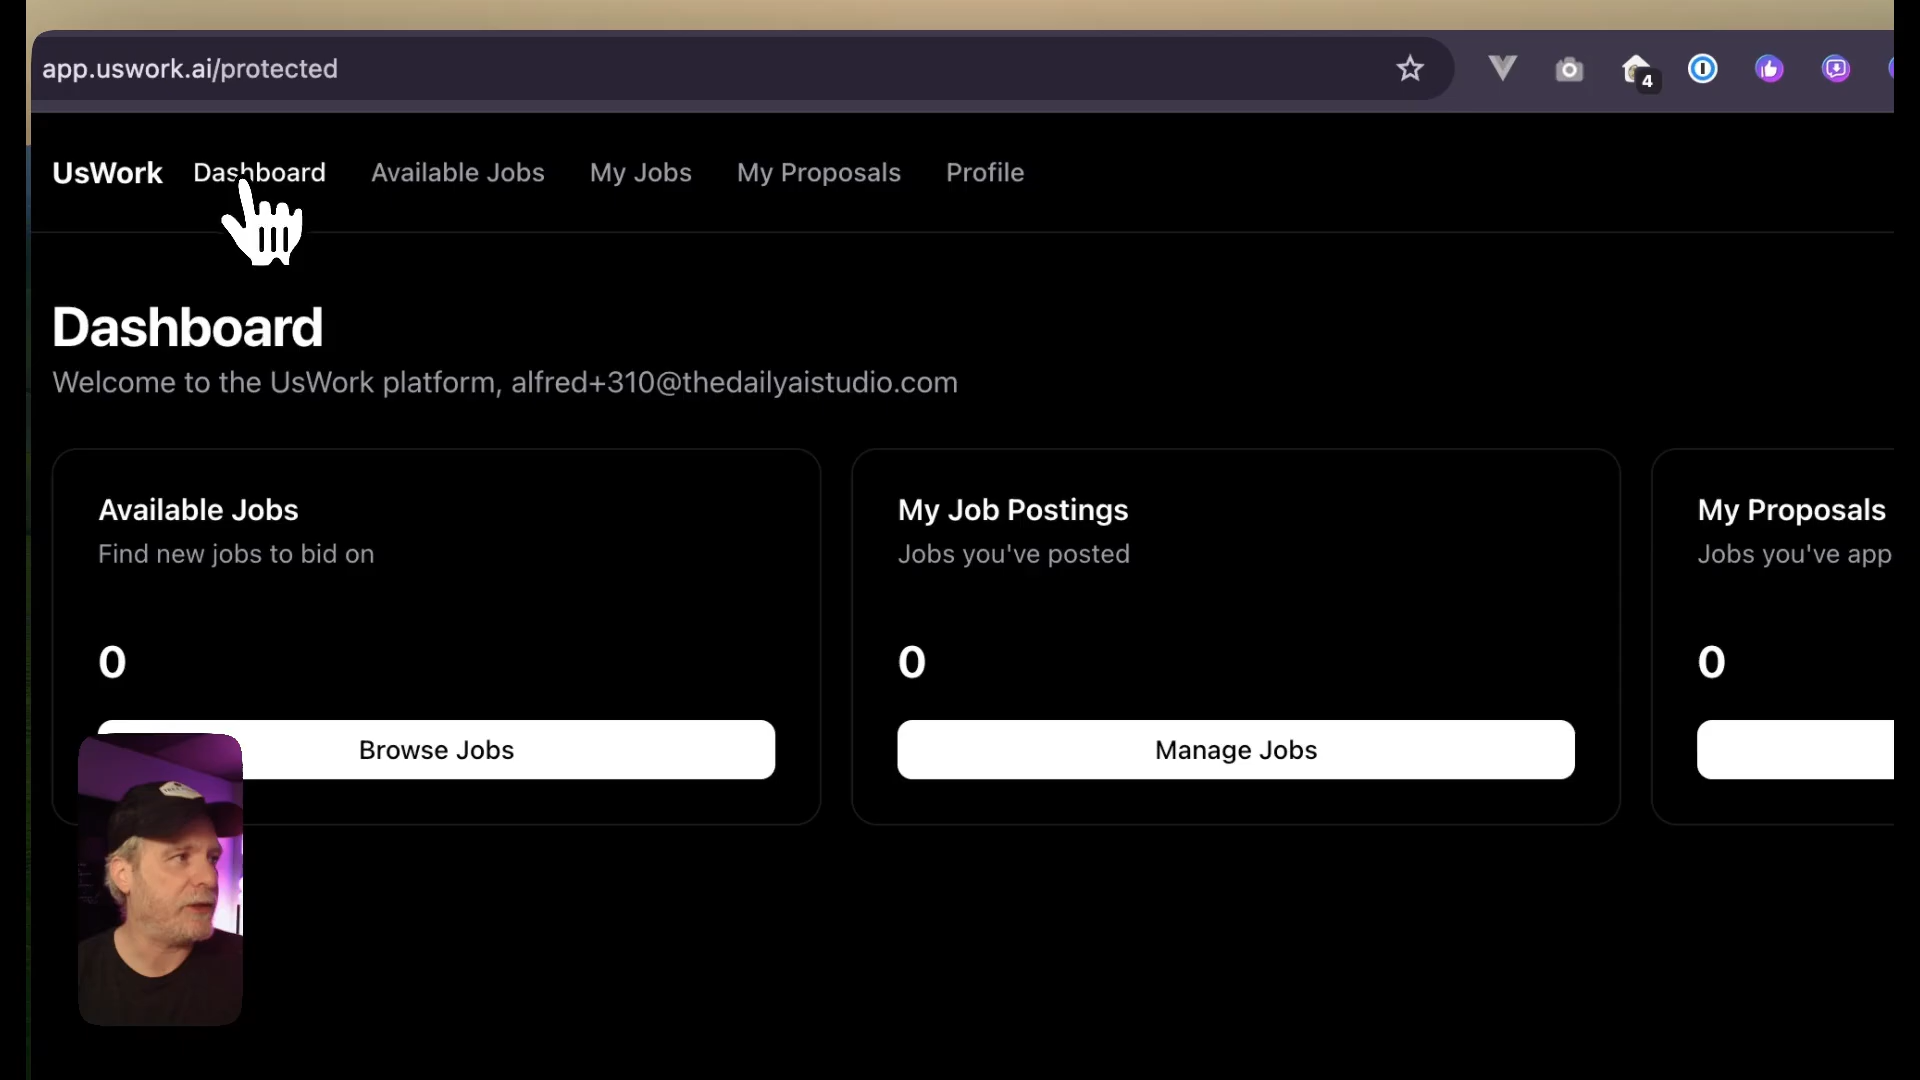 app.uswork.ai/protected
4
UsWork Dashboard Available Jobs My Jobs My Proposals Profile
Dashboard
Welcome to the UsWork platform, alfred+310@thedailyaistudio.com
Available Jobs
Find new jobs to bid on
0
Browse Jobs
My Job Postings
Jobs you've posted
0
Manage Jobs
My Proposals
Jobs you've app
0